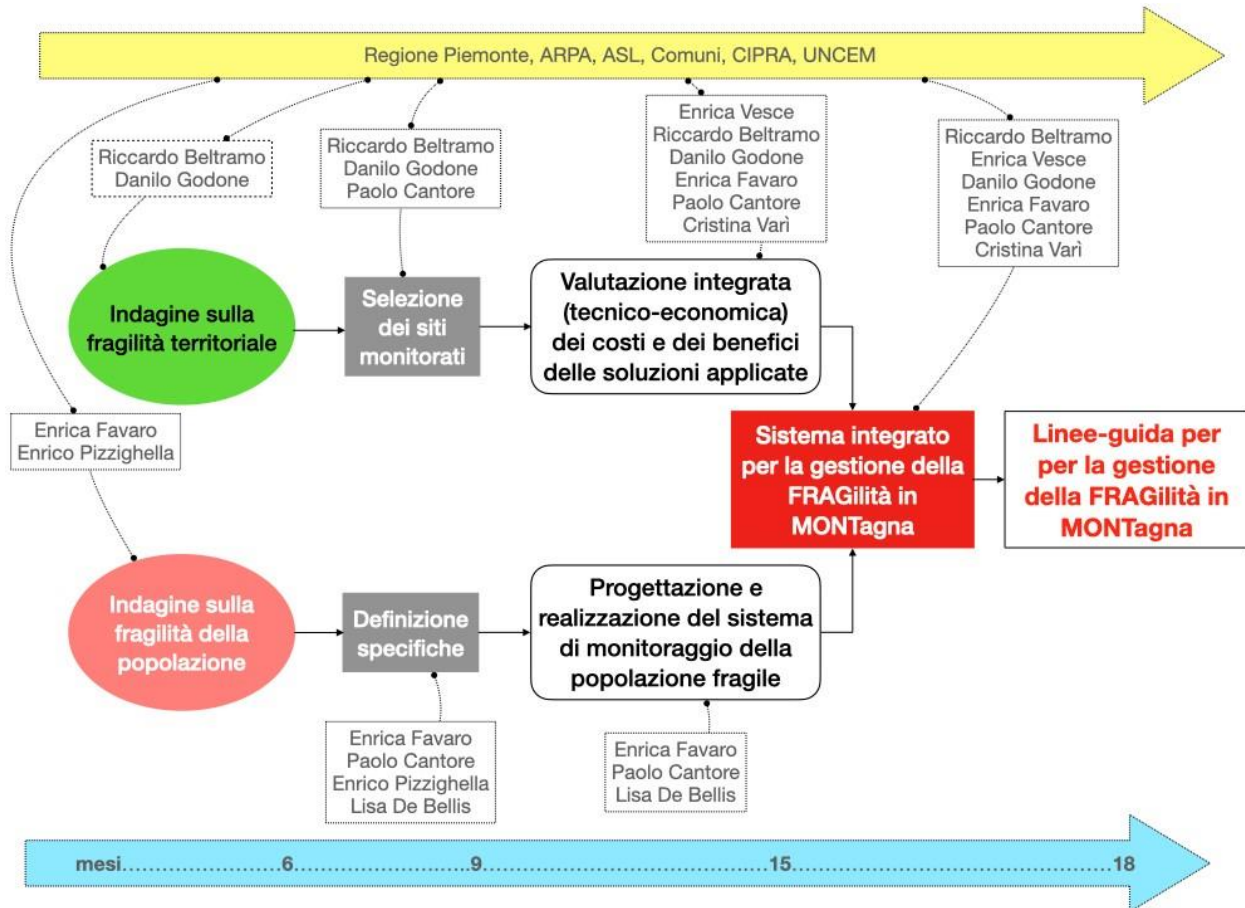 Regione Piemonte, ARPA, ASL, Comuni, CIPRA, UNCEM
Riccardo Beltramo
Danilo Godone
Riccardo Beltramo
Danilo Godone
Paolo Cantore
Enrica Vesce
Riccardo Beltramo
Danilo Godone
Enrica Favaro
Paolo Cantore
Cristina Varì
Riccardo Beltramo
Enrica Vesce
Danilo Godone
Enrica Favaro
Paolo Cantore
Cristina Varì
Indagine sulla
fragilità territoriale
Selezione
dei siti
monitorati
Valutazione integrata
(tecnico-economica)
dei costi e dei benefici
delle soluzioni applicate
Enrica Favaro
Enrico Pizzighella
Sistema integrato
per la gestione della
FRAGilità in
MONTagna
Linee-guida per
per la gestione
della FRAGilità in
MONTagna
Indagine sulla
fragilità della
popolazione
Definizione
specifiche
Progettazione e
realizzazione del sistema
di monitoraggio della
popolazione fragile
Enrica Favaro
Paolo Cantore
Enrico Pizzighella
Lisa De Bellis
Enrica Favaro
Paolo Cantore
Lisa De Bellis
mesi......................6........................9.......................................15............................................18